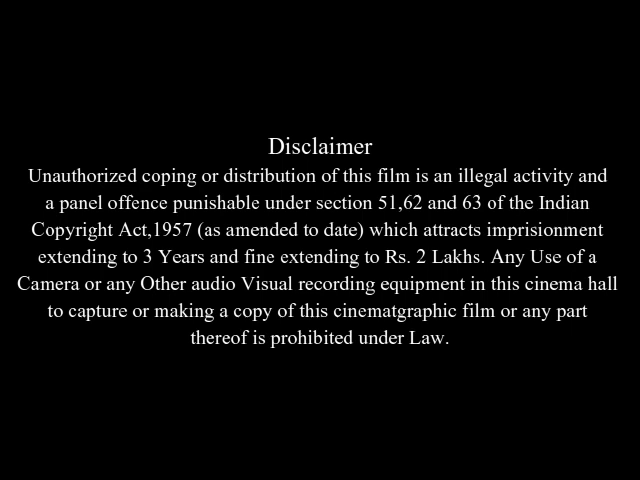 Disclaimer
Unauthorized coping or distribution of this film is an illegal activity and
a panel offence punishable under section 51,62 and 63 of the Indian
Copyright Act,1957 (as amended to date) which attracts imprisionment
extending to 3 Years and fine extending to Rs. 2 Lakhs. Any Use of a
Camera or any Other audio Visual recording equipment in this cinema hall
to capture or making a copy of this cinematgraphic film or any part
thereof is prohibited under Law.